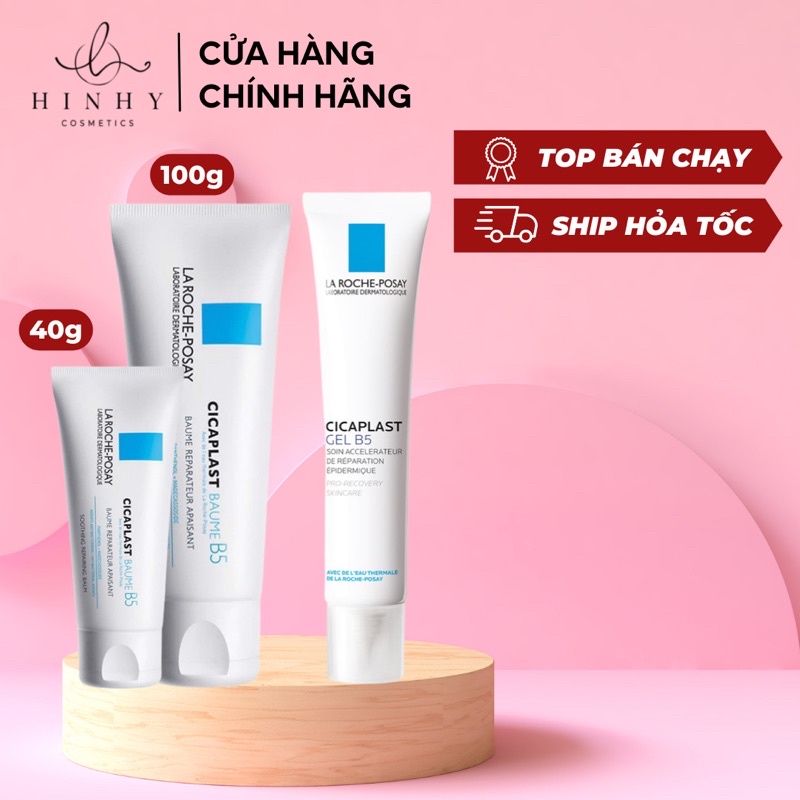 HINHY
COSMETICS
CỬA HÀNG
CHÍNH HÃNG
TOP BÁN CHẠY
SHIP HỎA TỐC
100g
40g
LA ROCHE-POSAY
LABORATOIRE DERMATOLOGIQUE
CICAPLAST BAUME B5
BAUME REPARATEUR APAISANT
LA ROCHE-POSAY
LABORATOIRE DERMATOLOGIQUE
CICAPLAST BAUME B5
BAUME REPARATEUR APAISANT
SOOTHING REPAIRING BALM
LA ROCHE-POSAY
LABORATOIRE DERMATOLOGIQUE
CICAPLAST
GEL B5
SOIN ACCELERATEUR
DE RÉPARATION
ÉPIDERMIQUE
PRO-RECOVERY
SKINCARE
AVEC DE L'EAU THERMALE
DE LA ROCHE-POSAY